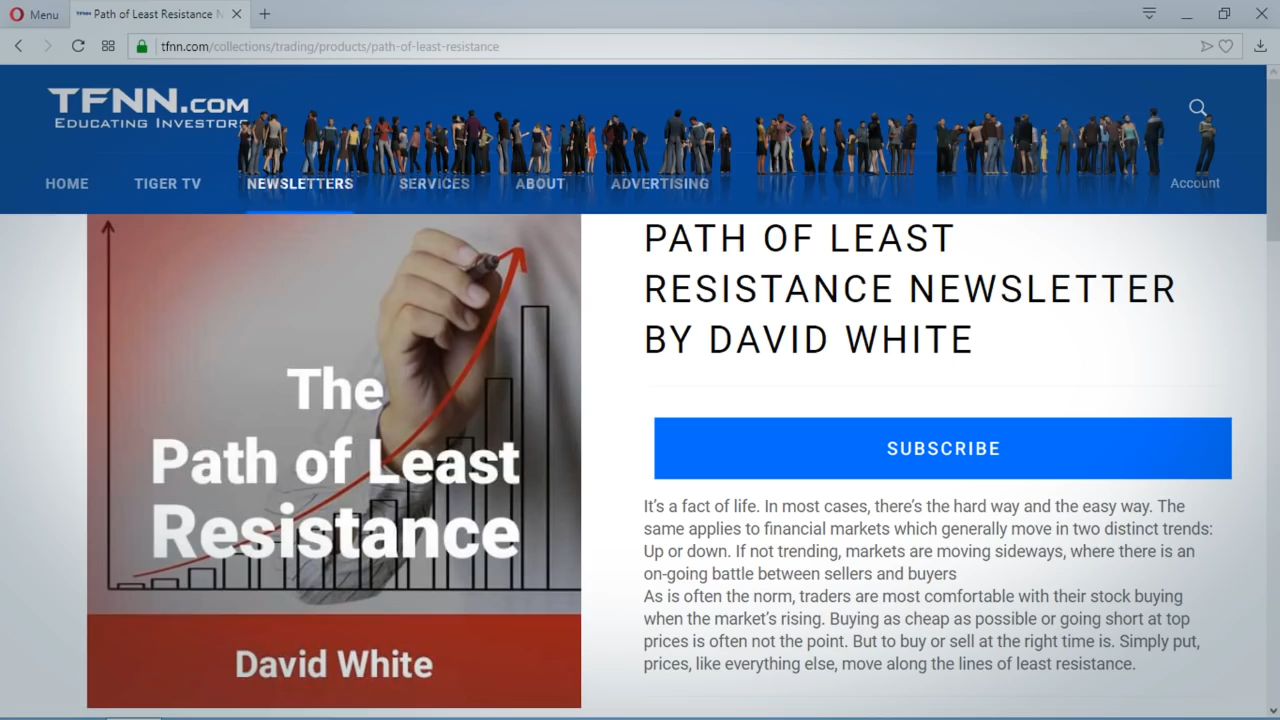 Menu
Path of Least Resistance N
tfnn.com/collections/trading/products/path-of-least-resistance
TFNN.COM
EDUCATING INVESTORS
HOME TIGER TV NEWSLETTERS SERVICES ABOUT ADVERTISING Account
The
Path of Least
Resistance
David White
PATH OF LEAST
RESISTANCE NEWSLETTER
BY DAVID WHITE
SUBSCRIBE
It's a fact of life. In most cases, there's the hard way and the easy way. The
same applies to financial markets which generally move in two distinct trends:
Up or down. If not trending, markets are moving sideways, where there is an
on-going battle between sellers and buyers
As is often the norm, traders are most comfortable with their stock buying
when the market's rising. Buying as cheap as possible or going short at top
prices is often not the point. But to buy or sell at the right time is. Simply put,
prices, like everything else, move along the lines of least resistance.